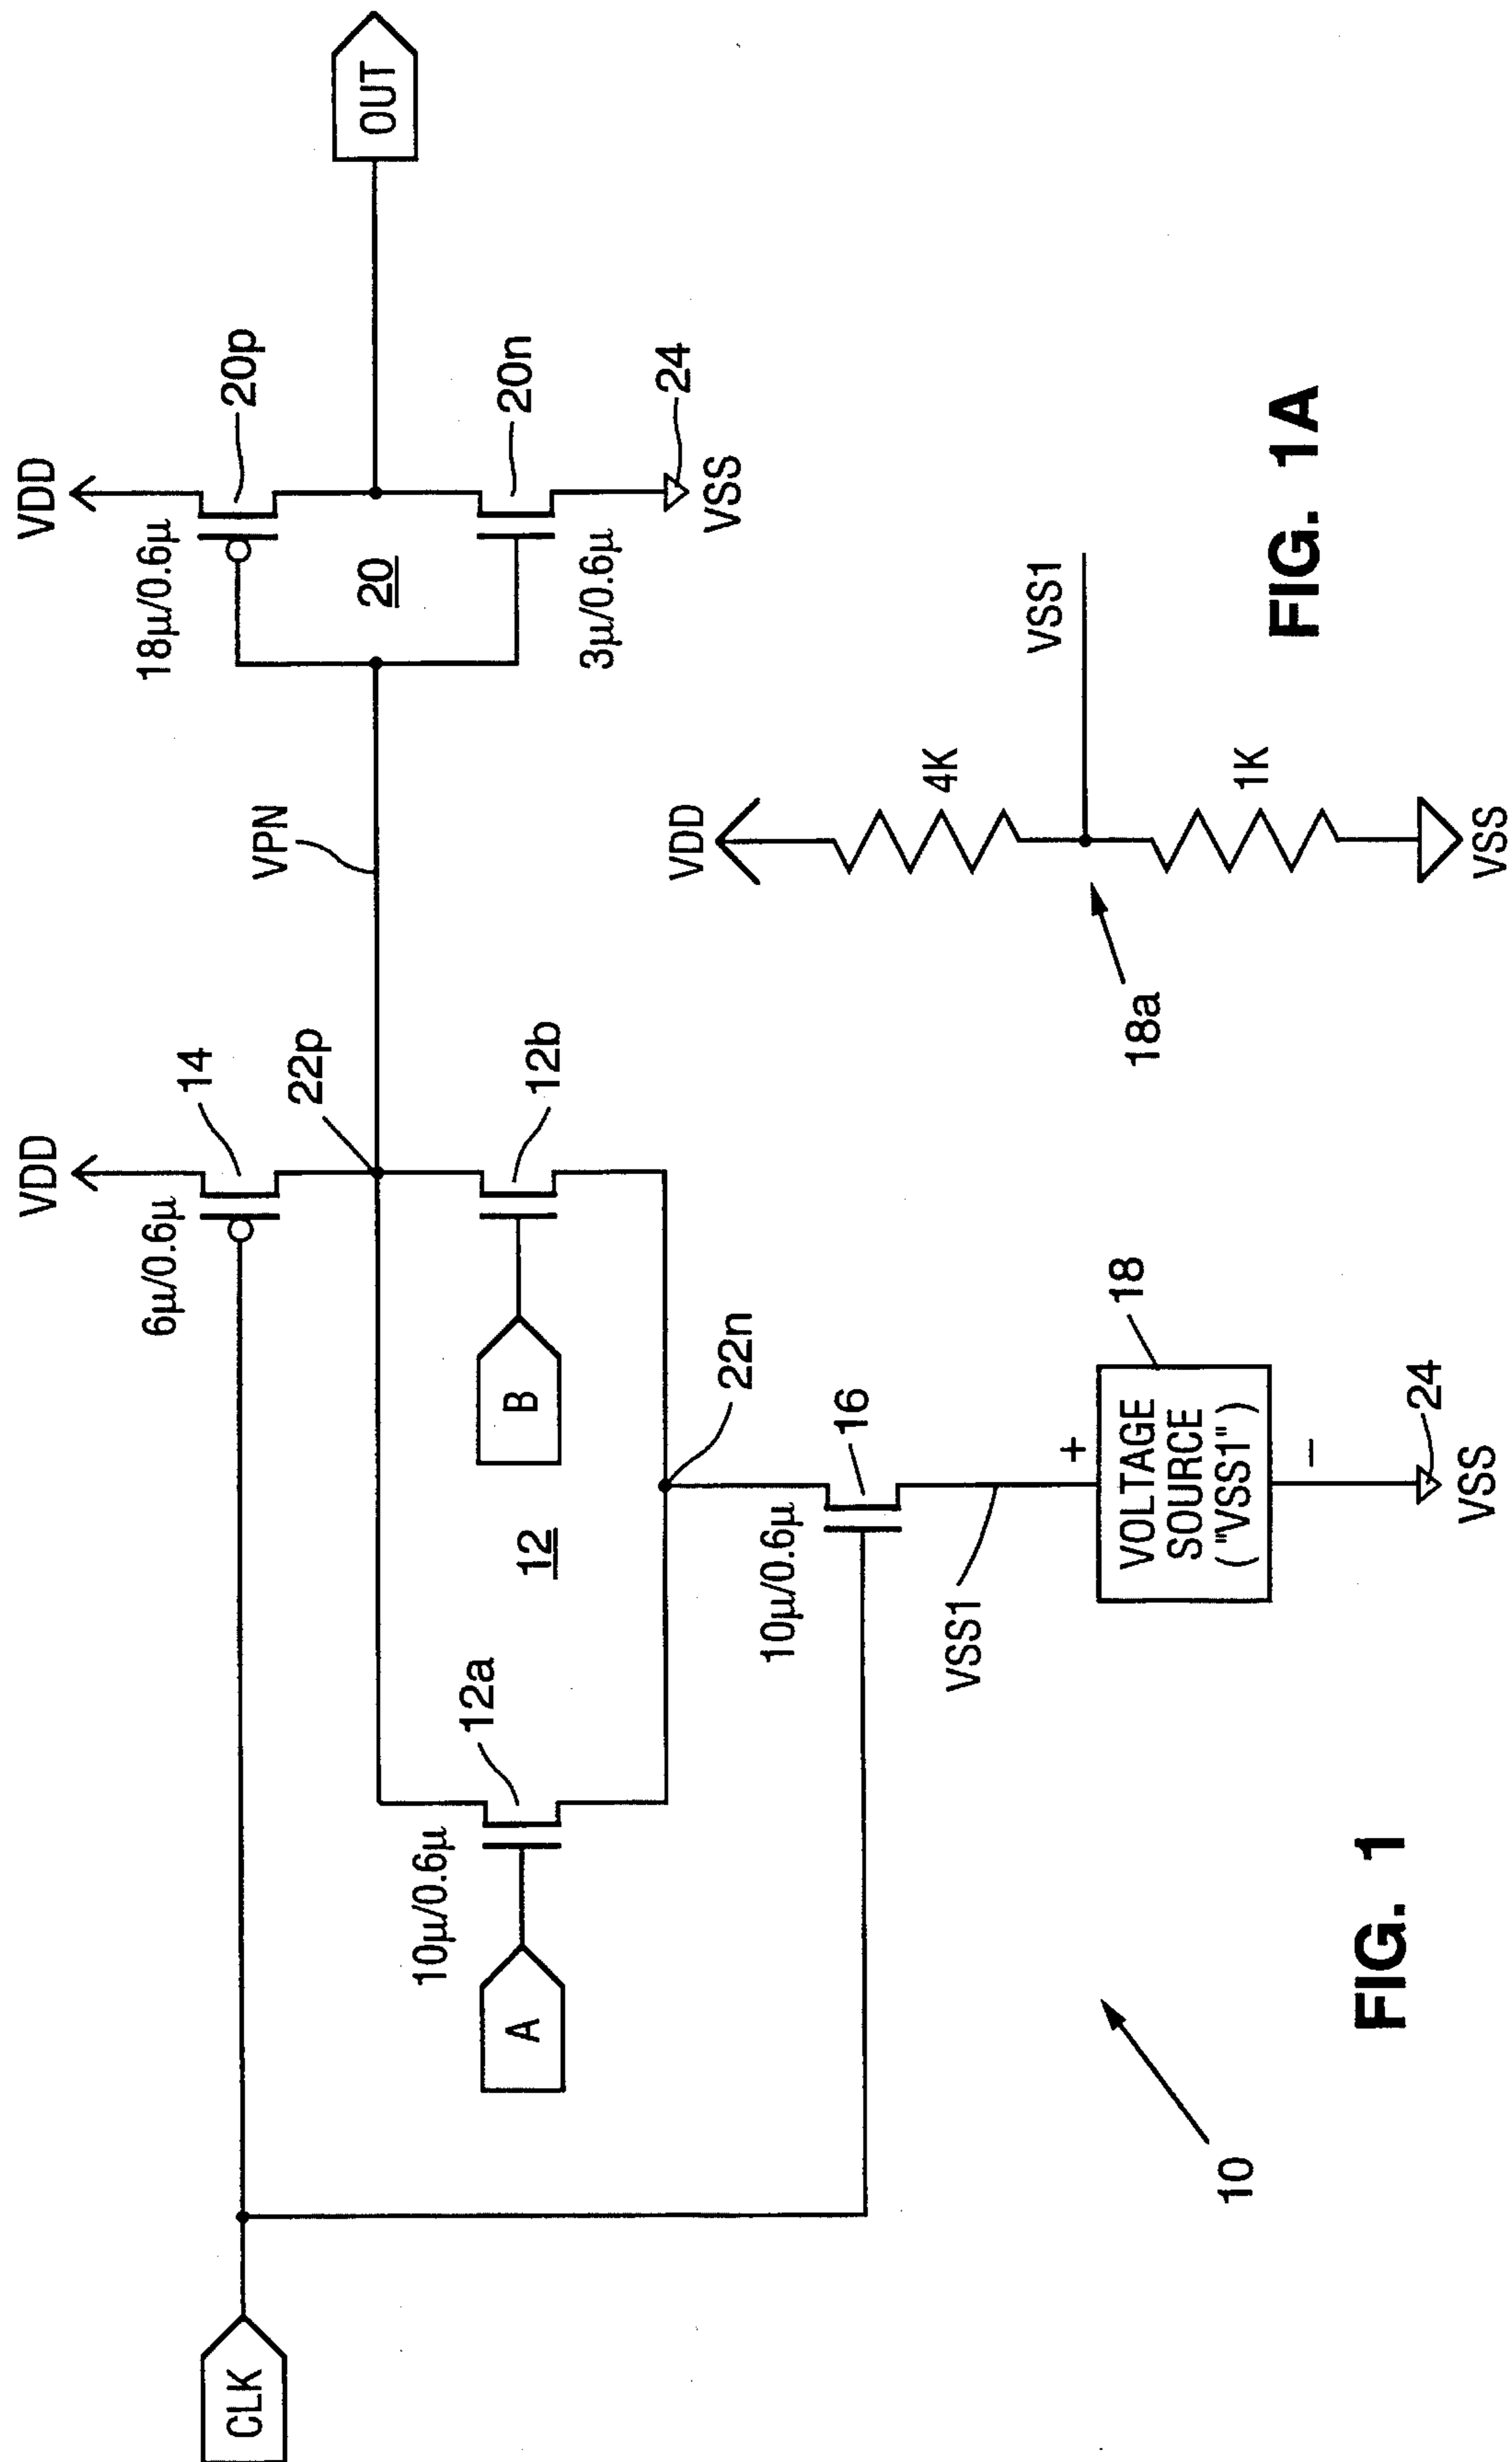 VDD
18μ/0.6μ
20p
20
OUT
3μ/0.6μ
20n
24
VSS
VPN
VDD
6μ/0.6μ
14
22p
CLK
10μ/0.6μ
12a
A
12
B
12b
22n
10μ/0.6μ
16
VSS1
+
VOLTAGE
SOURCE
("VSS1")
–
18
24
VSS
10
FIG. 1
VDD
4K
VSS1
18a
1K
VSS
FIG. 1A